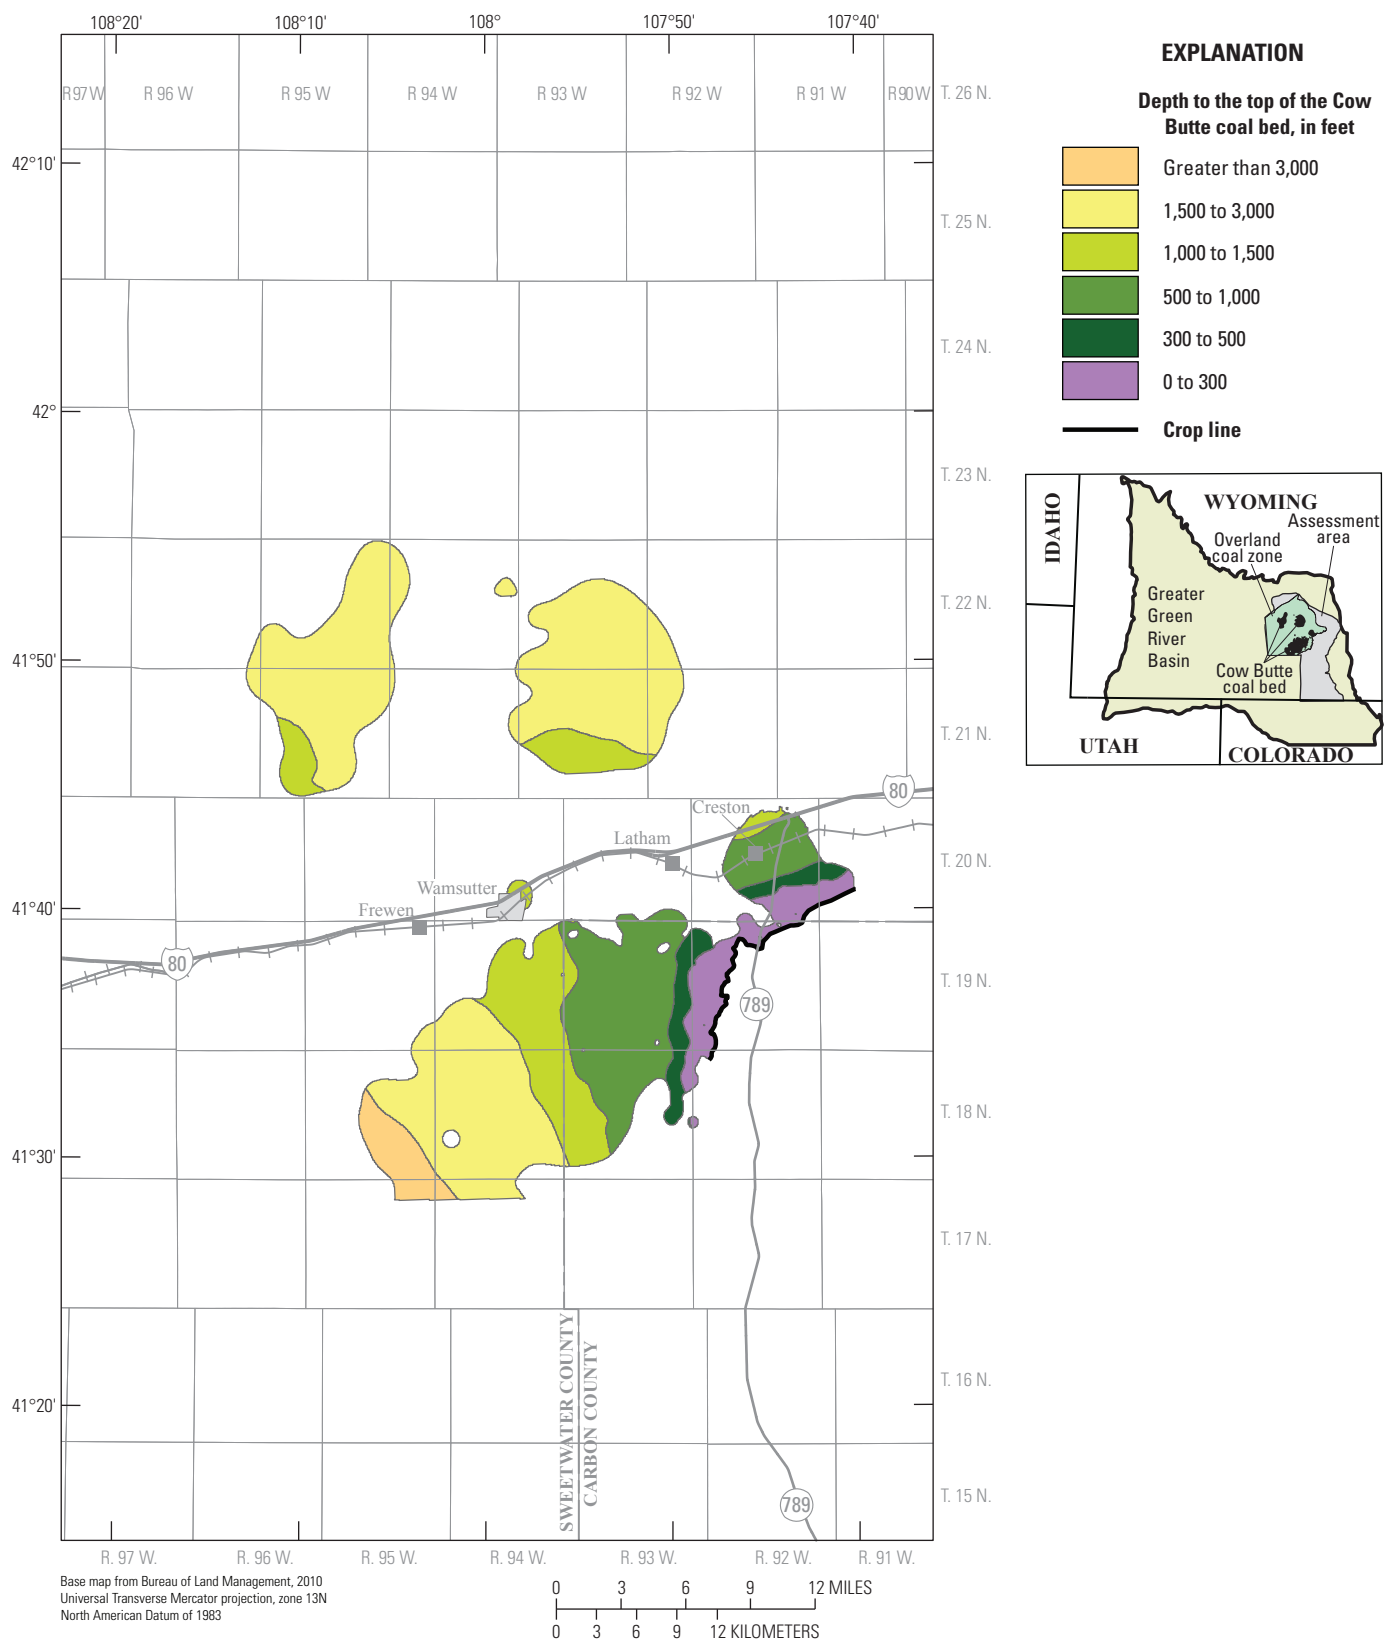 108°20'
108°10'
108°
107°50'
107°40'
R 97 W
R 96 W
R 95 W
R 94 W
R 93 W
R 92 W
R 91 W
R 90 W
T. 26 N.
42°10'
T. 25 N.
T. 24 N.
42°
T. 23 N.
T. 22 N.
41°50'
T. 21 N.
80
Creston
Latham
T. 20 N.
Wamsutter
Frewen
41°40'
80
T. 19 N.
789
T. 18 N.
41°30'
T. 17 N.
SWEETWATER COUNTY
CARBON COUNTY
T. 16 N.
41°20'
T. 15 N.
789
R. 97 W.
R. 96 W.
R. 95 W.
R. 94 W.
R. 93 W.
R. 92 W.
R. 91 W.
Base map from Bureau of Land Management, 2010
Universal Transverse Mercator projection, zone 13N
North American Datum of 1983
0 3 6 9 12 MILES
0 3 6 9 12 KILOMETERS
EXPLANATION
Depth to the top of the Cow
Butte coal bed, in feet
Greater than 3,000
1,500 to 3,000
1,000 to 1,500
500 to 1,000
300 to 500
0 to 300
Crop line
IDAHO
WYOMING
Assessment
area
Overland
coal zone
Greater
Green
River
Basin
Cow Butte
coal bed
UTAH
COLORADO